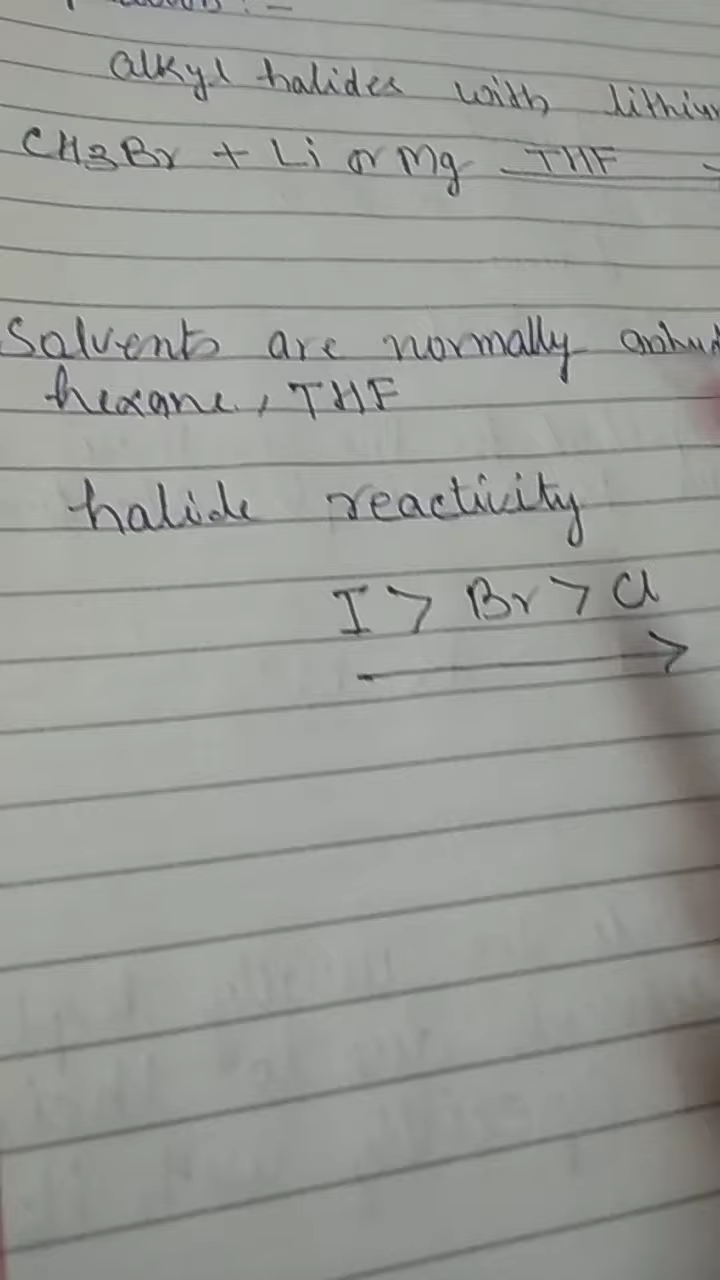 alkyl halides with
CH3Br + Li or Mg THF
Solvents are normally
hexane, THF
halide reactivity
I > Br > Cl